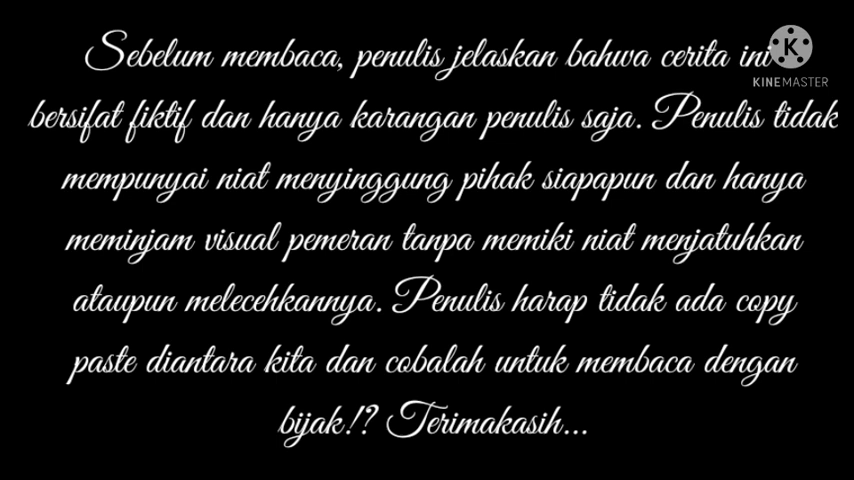 Sebelum membaca, penulis jelaskan bahwa cerita ini
bersifat fiktif dan hanya karangan penulis saja. Penulis tidak
mempunyai niat menyinggung pihak siapapun dan hanya
meminjam visual pemeran tanpa memiki niat menjatuhkan
ataupun melecehkannya. Penulis harap tidak ada copy
paste diantara kita dan cobalah untuk membaca dengan
bijak!? Terimakasih...
K
KINEMASTER